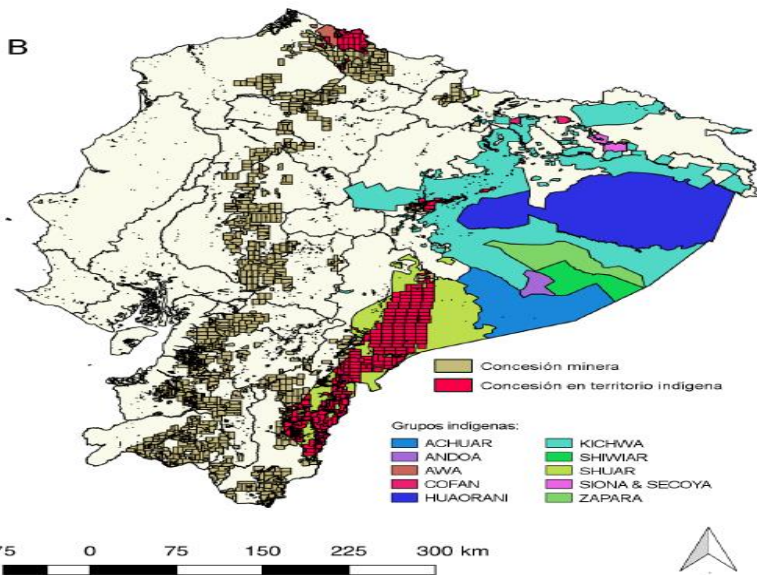 B
Concesión minera
Concesión en territorio indígena
Grupos indígenas:
ACHUAR
ANDOA
AWA
COFAN
HUAORANI
KICHWA
SHIWIAR
SHUAR
SIONA & SECOYA
ZAPARA
75 0 75 150 225 300 km